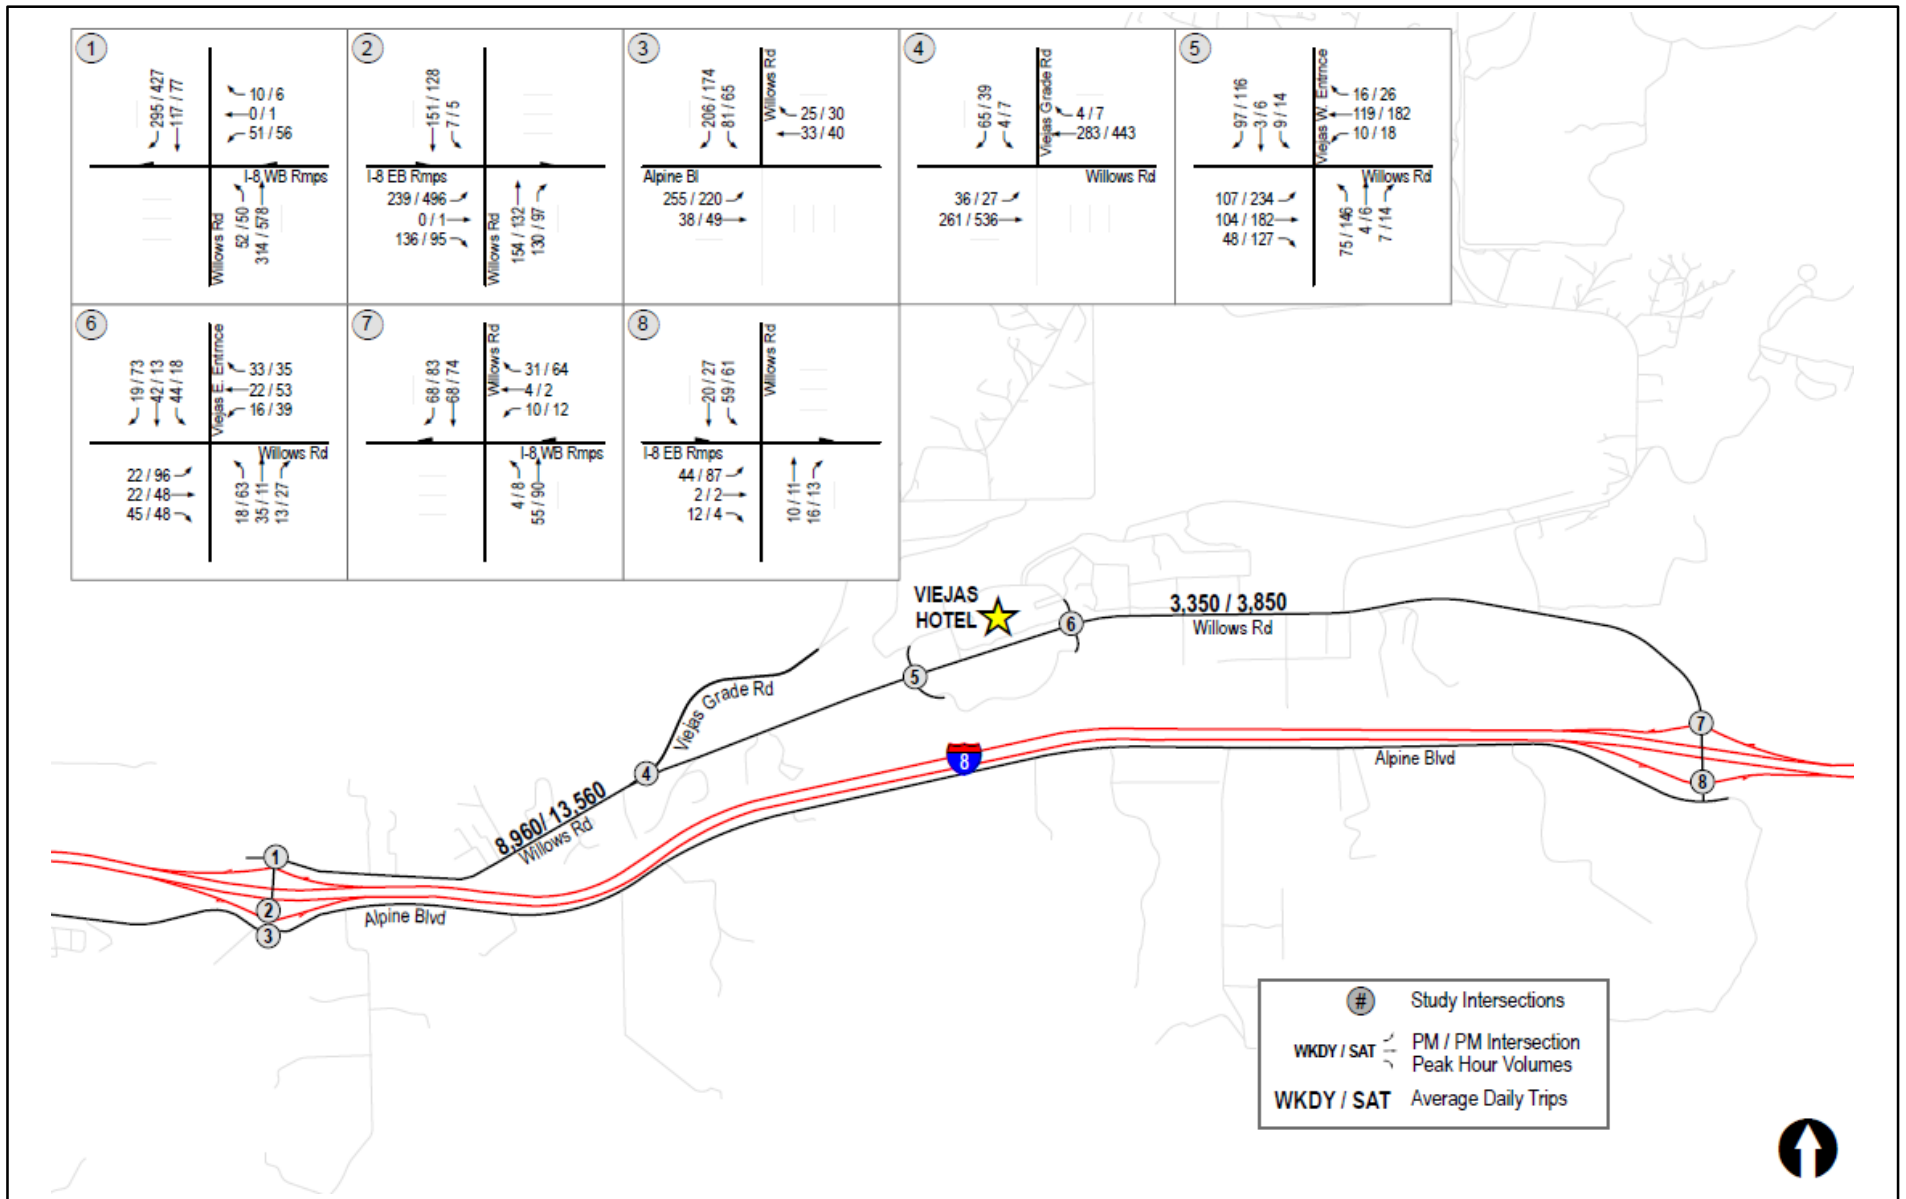 1
295 / 427
117 / 77
10 / 6
0 / 1
51 / 56
I-8 WB Rmps
Willows Rd
52 / 50
314 / 578
2
151 / 128
7 / 5
I-8 EB Rmps
239 / 496
0 / 1
136 / 95
Willows Rd
154 / 132
130 / 97
3
206 / 174
81 / 65
Willows Rd
25 / 30
33 / 40
Alpine Bl
255 / 220
38 / 49
4
65 / 39
4 / 7
Viejas Grade Rd
4 / 7
283 / 443
Willows Rd
36 / 27
261 / 536
5
97 / 116
3 / 6
9 / 14
Viejas W. Entrnce
16 / 26
119 / 182
10 / 18
Willows Rd
107 / 234
104 / 182
48 / 127
75 / 146
4 / 6
7 / 14
6
19 / 73
42 / 13
44 / 18
Viejas E. Entrnce
33 / 35
22 / 53
16 / 39
Willows Rd
22 / 96
22 / 48
45 / 48
18 / 63
35 / 11
13 / 27
7
68 / 83
68 / 74
Willows Rd
31 / 64
4 / 2
10 / 12
I-8 WB Rmps
4 / 8
55 / 90
8
20 / 27
59 / 61
Willows Rd
I-8 EB Rmps
44 / 87
2 / 2
12 / 4
10 / 11
16 / 13
VIEJAS
HOTEL
6
3,350 / 3,850
Willows Rd
5
Viejas Grade Rd
7
8
Alpine Blvd
4
8
8,960/ 13,560
Willows Rd
1
2
3
Alpine Blvd
# Study Intersections
WKDY / SAT PM / PM Intersection
Peak Hour Volumes
WKDY / SAT Average Daily Trips